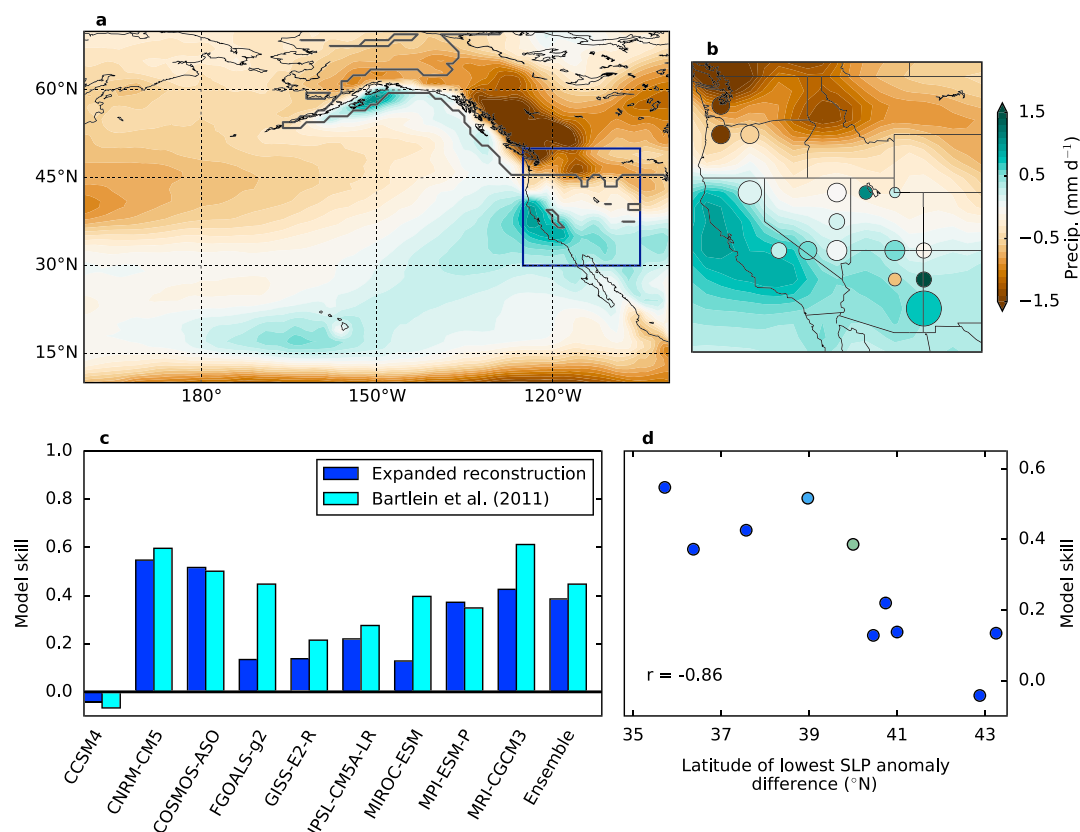 a
60°N
45°N
30°N
15°N
180°
150°W
120°W
b
1.5
0.5
−0.5
−1.5
Precip. (mm d⁻¹)
c
1.0
0.8
0.6
0.4
0.2
0.0
Model skill
Expanded reconstruction
Bartlein et al. (2011)
CCSM4
CNRM-CM5
COSMOS-ASO
FGOALS-g2
GISS-E2-R
IPSL-CM5A-LR
MIROC-ESM
MPI-ESM-P
MRI-CGCM3
Ensemble
d
0.6
0.4
0.2
0.0
Model skill
r = -0.86
35
37
39
41
43
Latitude of lowest SLP anomaly
difference (°N)